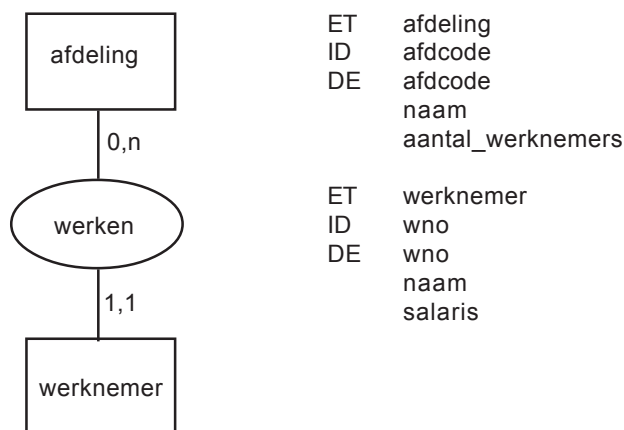 afdeling
0,n
werken
1,1
werknemer
ET afdeling
ID afdcode
DE afdcode
naam
aantal_werknemers
ET werknemer
ID wno
DE wno
naam
salaris